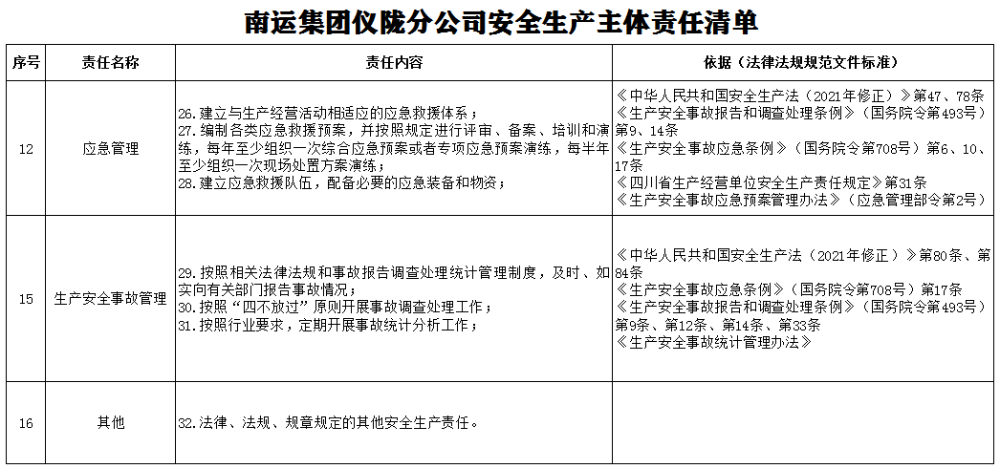 南运集团仪陇分公司安全生产主体责任清单
序号
责任名称
责任内容
依据（法律法规规范文件标准）
12
应急管理
26.建立与生产经营活动相适应的应急救援体系；
27.编制各类应急救援预案，并按照规定进行评审、备案、培训和演
练，每年至少组织一次综合应急预案或者专项应急预案演练，每半年
至少组织一次现场处置方案演练；
28.建立应急救援队伍，配备必要的应急装备和物资；
《中华人民共和国安全生产法（2021年修正）》第47、78条
《生产安全事故报告和调查处理条例》（国务院令第493号）
第9、14条
《生产安全事故应急条例》（国务院令第708号）第6、10、
17条
《四川省生产经营单位安全生产责任规定》第31条
《生产安全事故应急预案管理办法》（应急管理部令第2号）
15
生产安全事故管理
29.按照相关法律法规和事故报告调查处理统计管理制度，及时、如
实向有关部门报告事故情况；
30.按照“四不放过”原则开展事故调查处理工作；
31.按照行业要求，定期开展事故统计分析工作；
《中华人民共和国安全生产法（2021年修正）》第80条、第
84条
《生产安全事故应急条例》（国务院令第708号）第17条
《生产安全事故报告和调查处理条例》（国务院令第493号）
第9条、第12条、第14条、第33条
《生产安全事故统计管理办法》
16
其他
32.法律、法规、规章规定的其他安全生产责任。